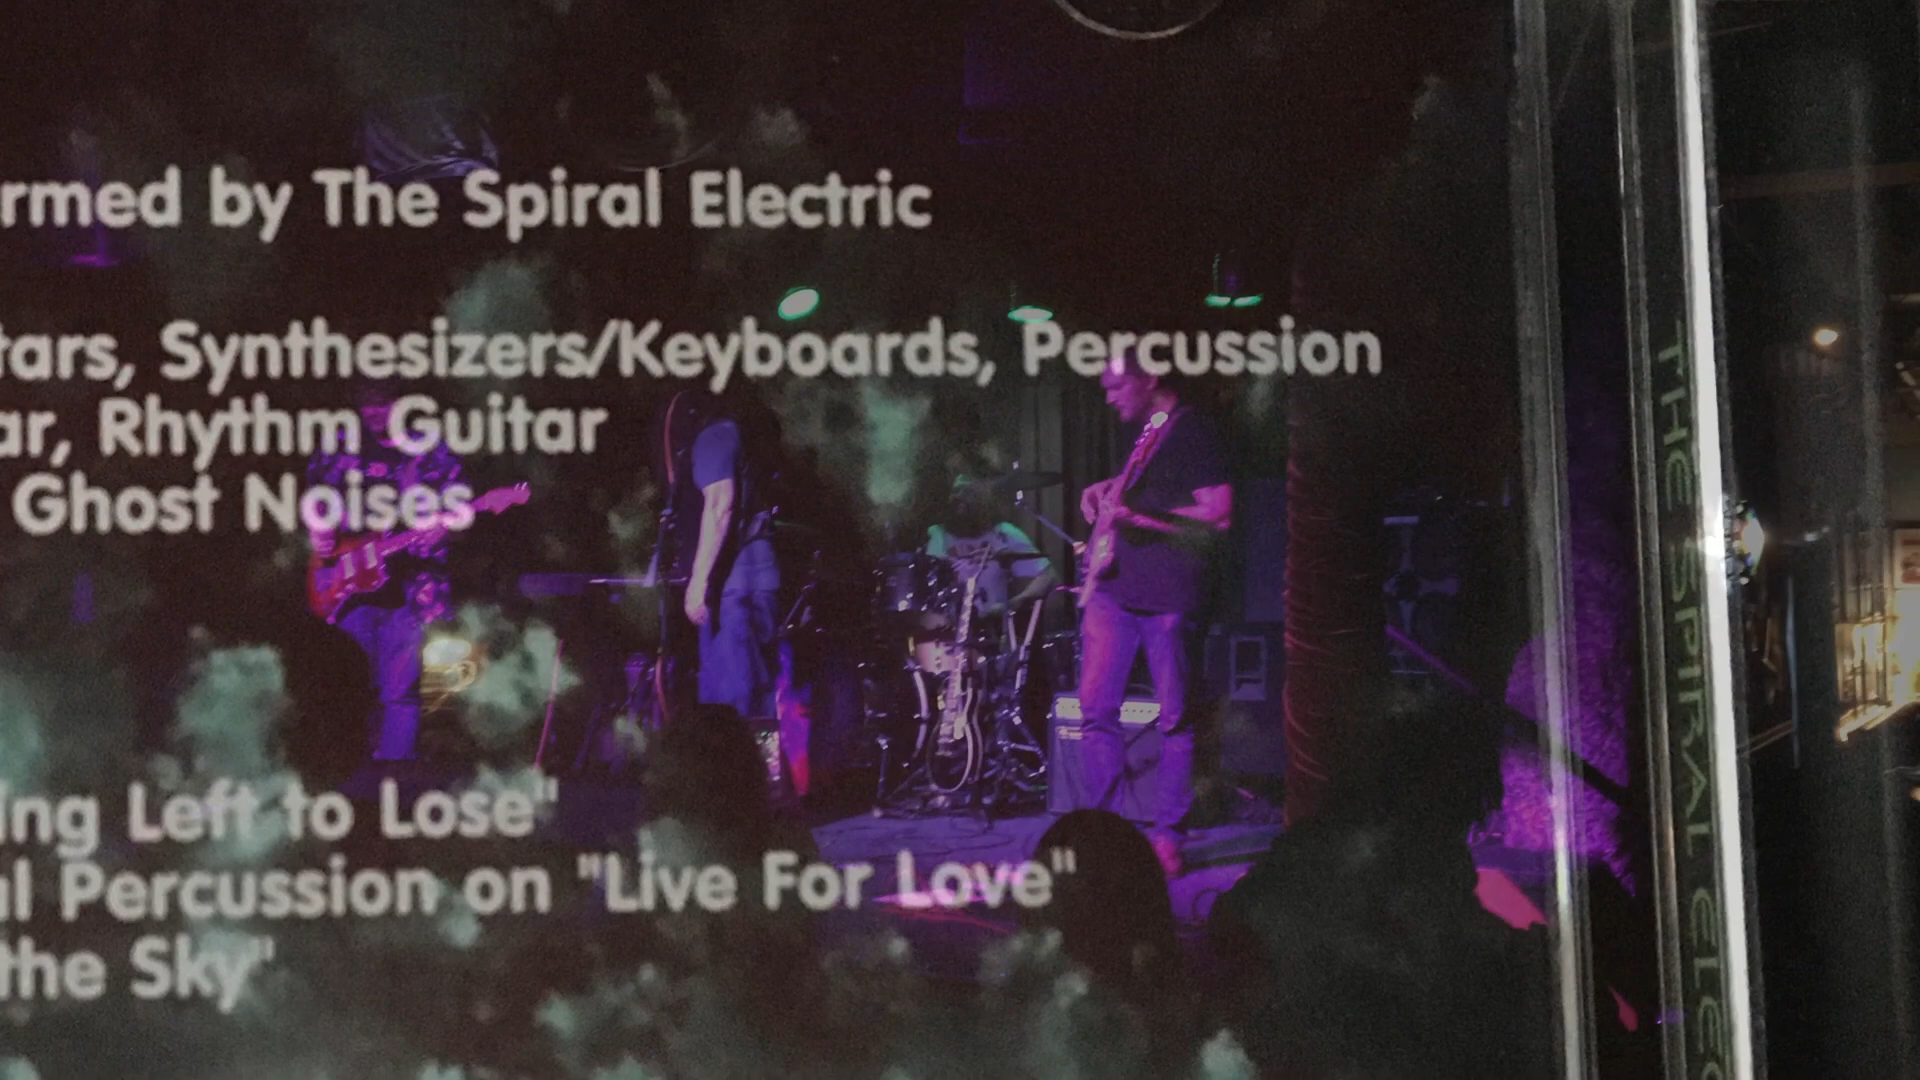 rmed by The Spiral Electric
tars, Synthesizers/Keyboards, Percussion
ar, Rhythm Guitar
Ghost Noises
ing Left to Lose"
al Percussion on "Live For Love"
the Sky"
THE SPIRAL ELEC